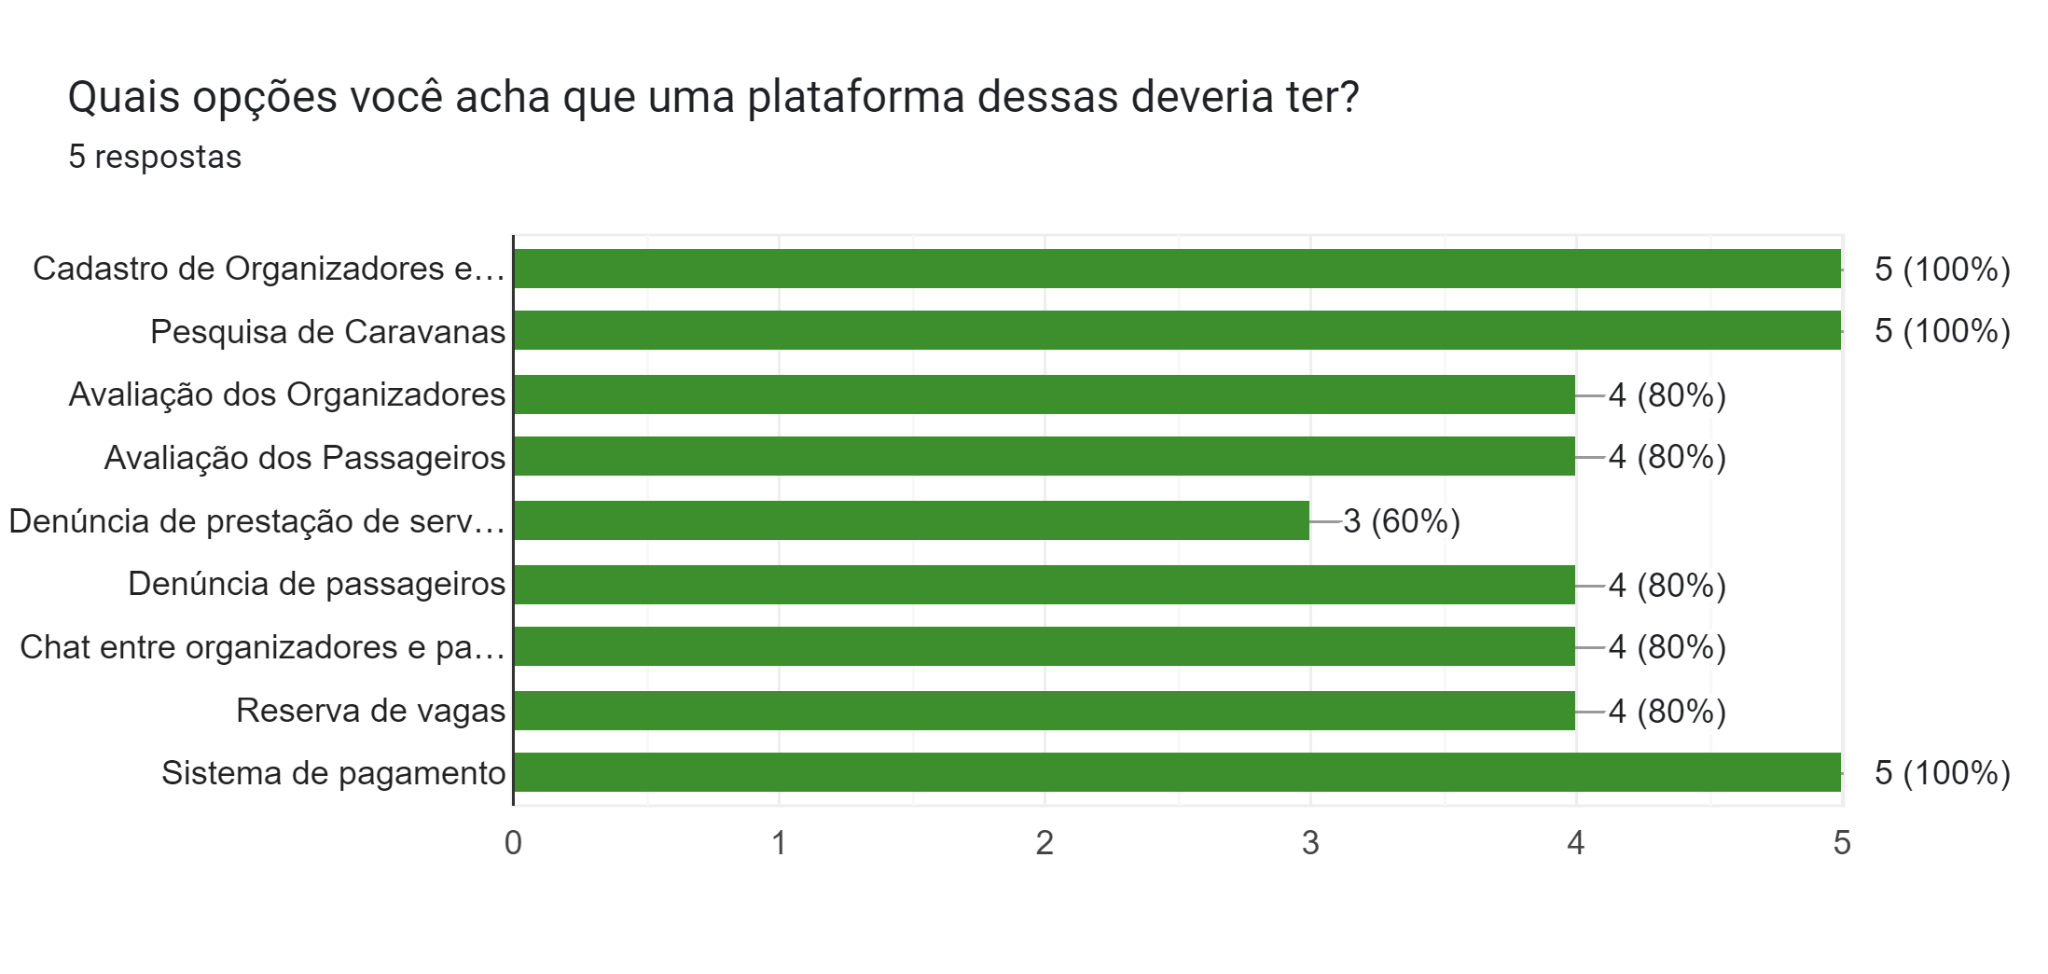 Quais opções você acha que uma plataforma dessas deveria ter?
5 respostas
Cadastro de Organizadores e… 5 (100%)
Pesquisa de Caravanas 5 (100%)
Avaliação dos Organizadores 4 (80%)
Avaliação dos Passageiros 4 (80%)
Denúncia de prestação de serv… 3 (60%)
Denúncia de passageiros 4 (80%)
Chat entre organizadores e pa… 4 (80%)
Reserva de vagas 4 (80%)
Sistema de pagamento 5 (100%)
0 1 2 3 4 5